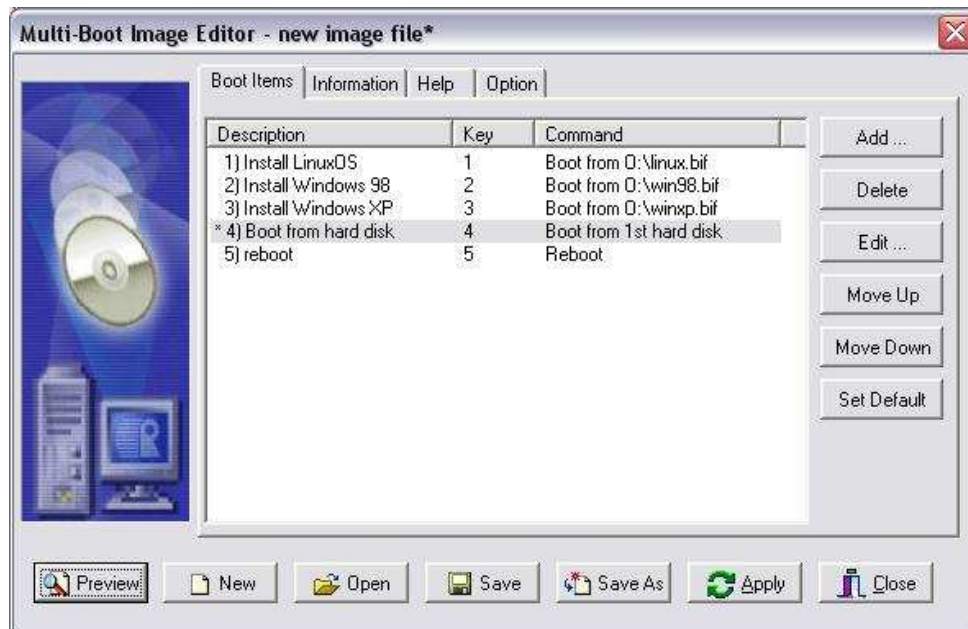 Multi-Boot Image Editor - new image file*
Boot Items Information Help Option
Description Key Command
1) Install LinuxOS 1 Boot from O:\linux.bif
2) Install Windows 98 2 Boot from O:\win98.bif
3) Install Windows XP 3 Boot from O:\winxp.bif
* 4) Boot from hard disk 4 Boot from 1st hard disk
5) reboot 5 Reboot
Add ...
Delete
Edit ...
Move Up
Move Down
Set Default
Preview New Open Save Save As Apply Close